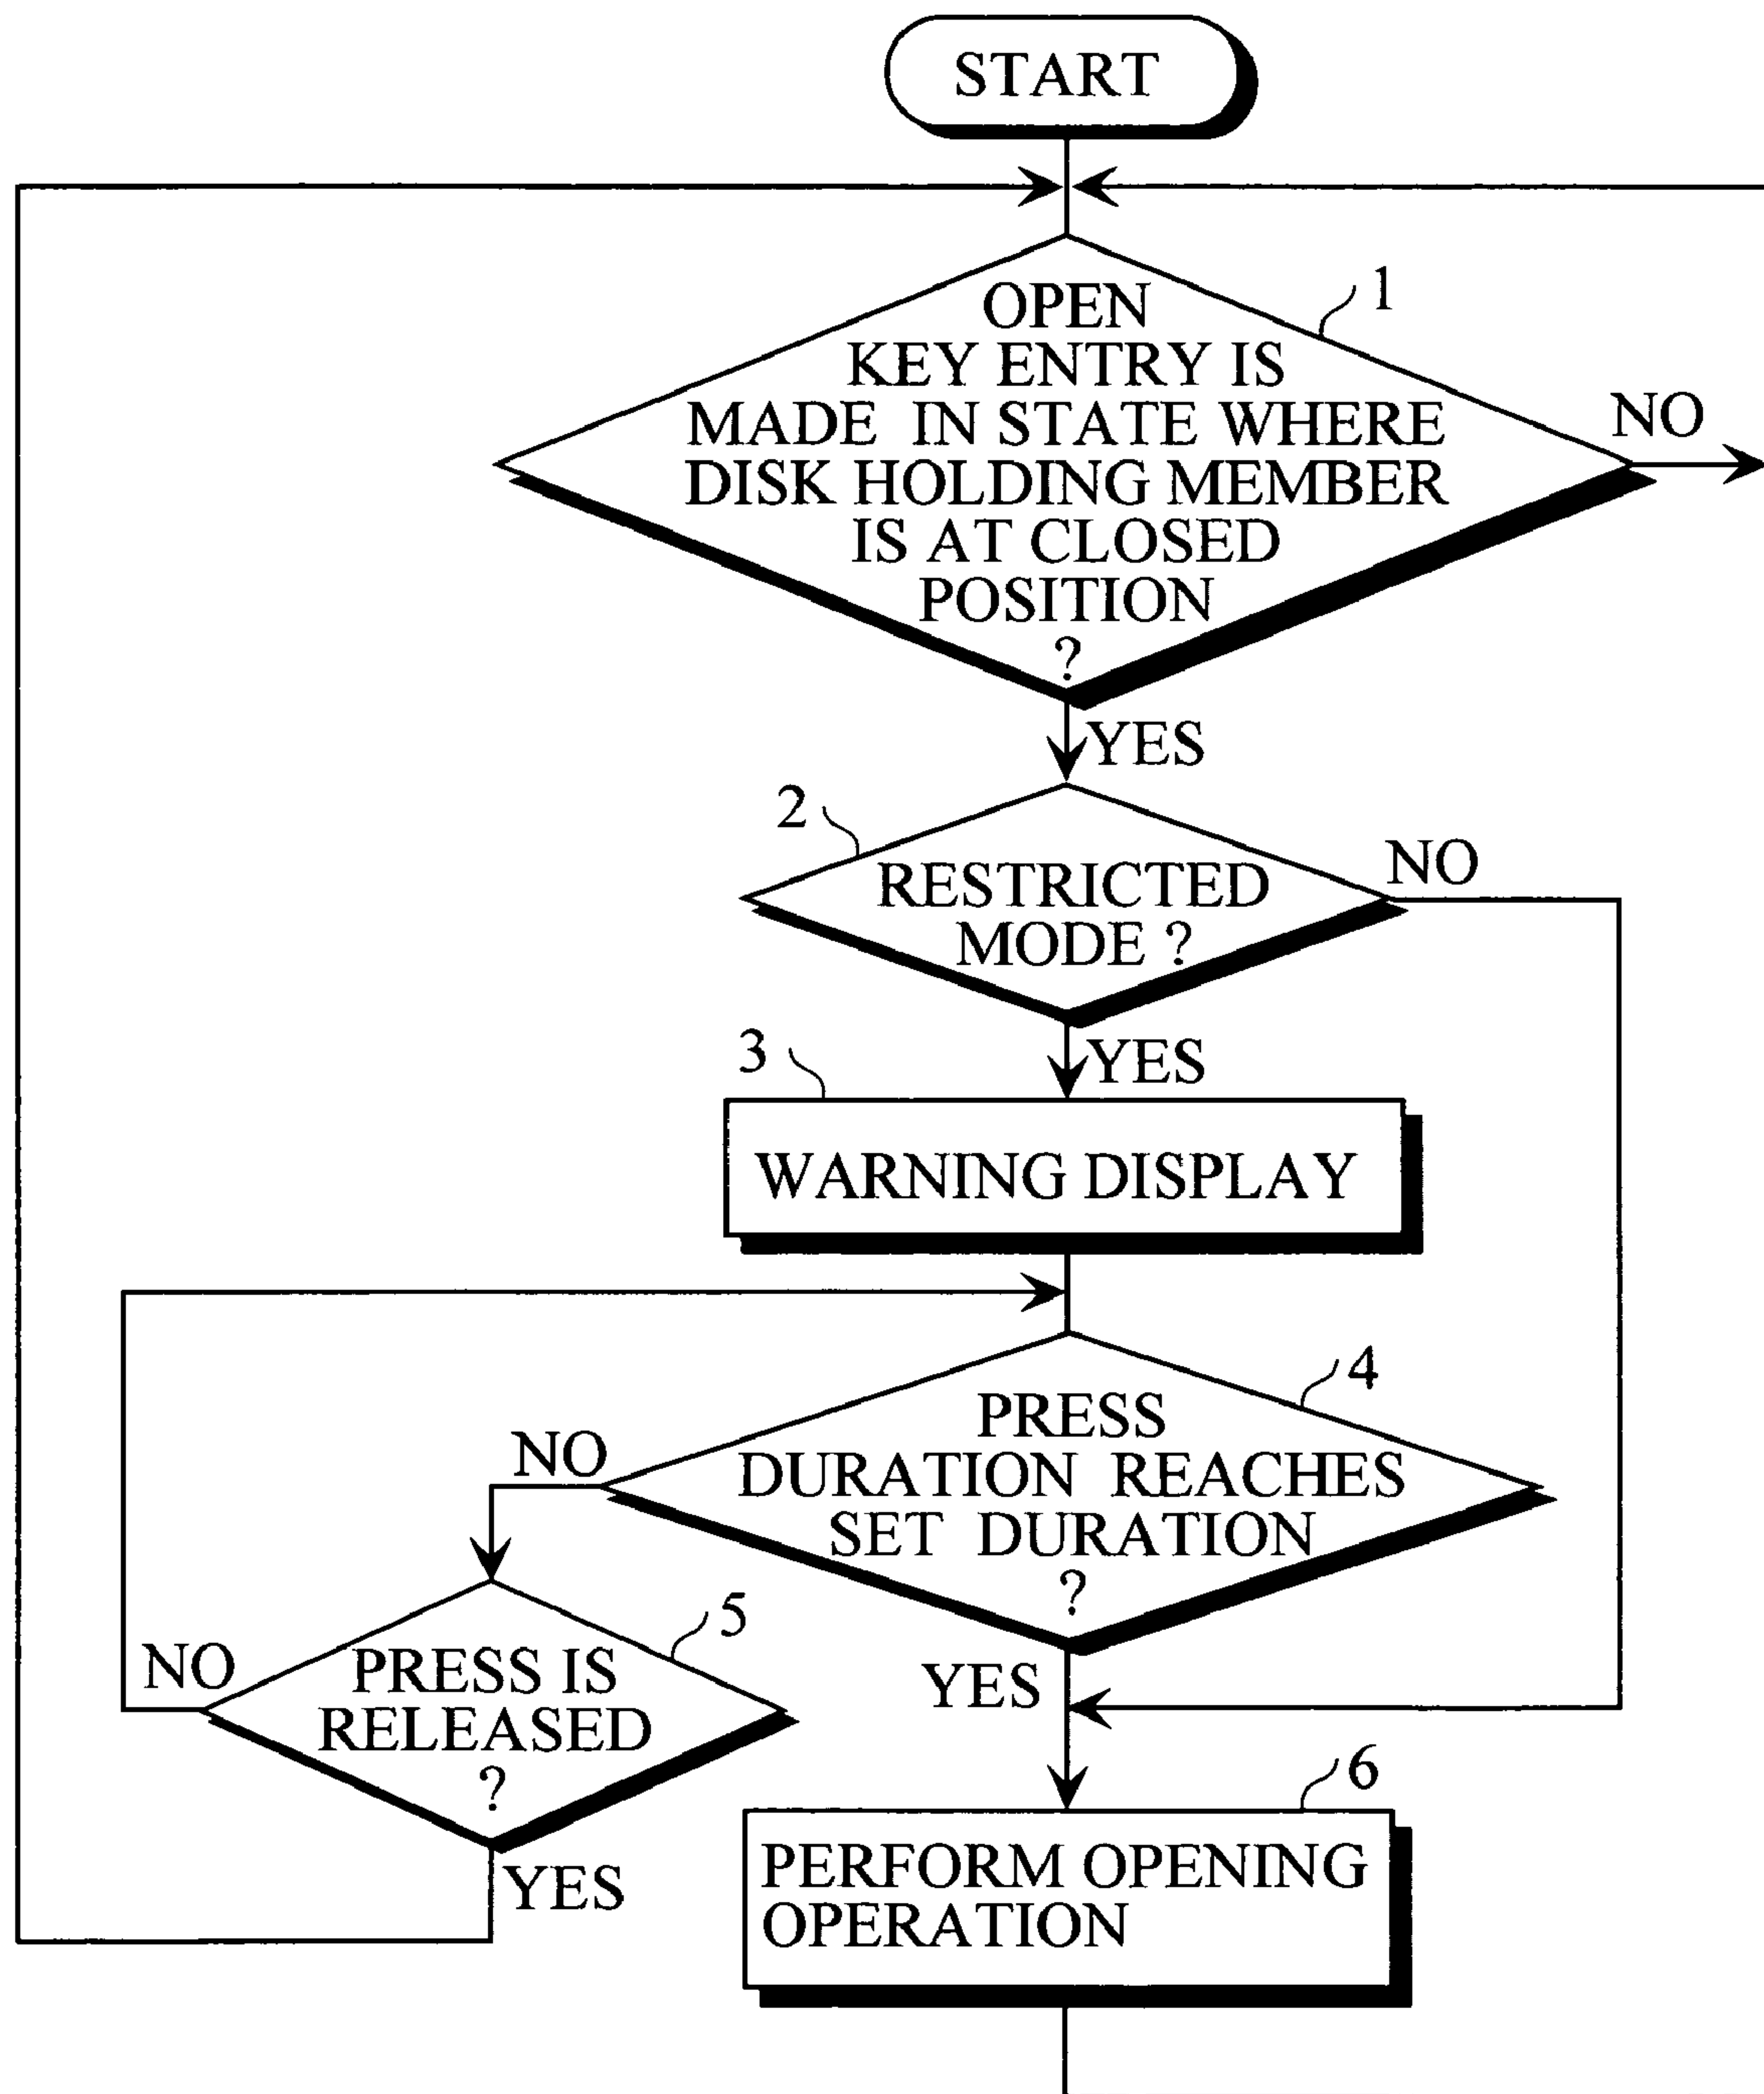 START
1
OPEN
KEY ENTRY IS
MADE IN STATE WHERE
DISK HOLDING MEMBER
IS AT CLOSED
POSITION
?
NO
YES
2
RESTRICTED
MODE ?
NO
YES
3
WARNING DISPLAY
4
PRESS
DURATION REACHES
SET DURATION
?
NO
YES
5
PRESS IS
RELEASED
?
NO
YES
6
PERFORM OPENING
OPERATION